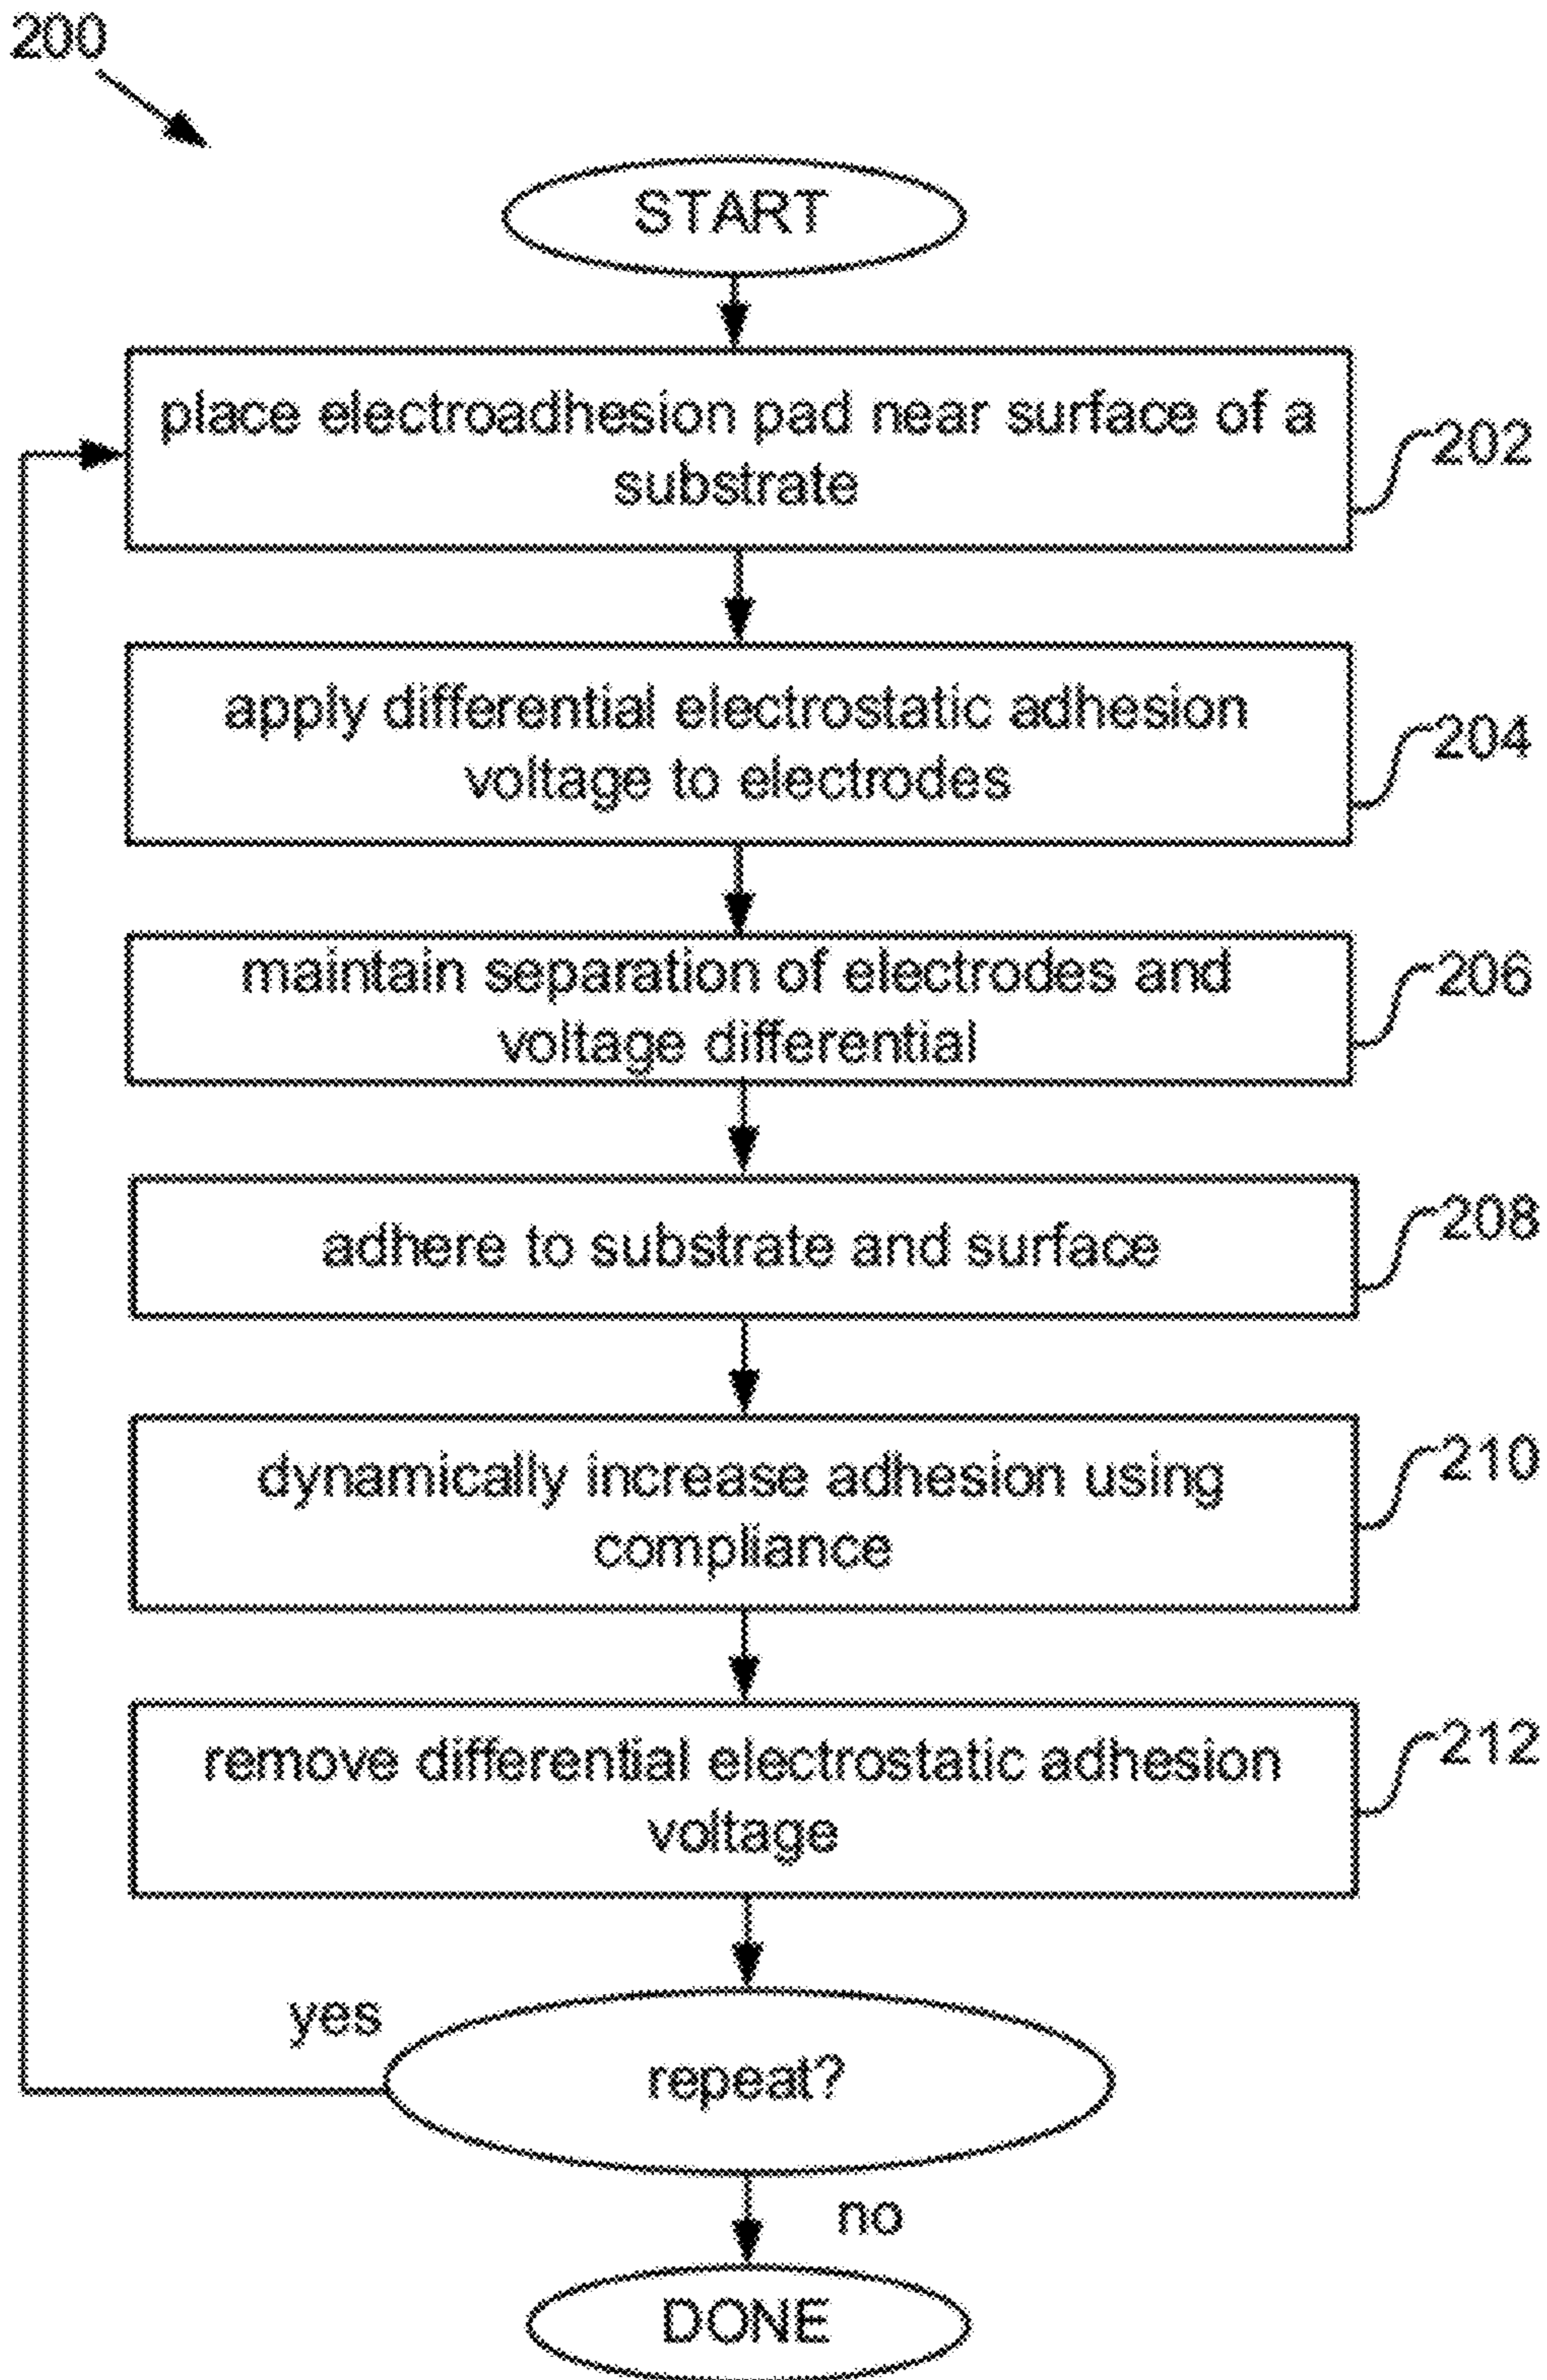 200
START
place electroadhesion pad near surface of a
substrate
202
apply differential electrostatic adhesion
voltage to electrodes
204
maintain separation of electrodes and
voltage differential
206
adhere to substrate and surface
208
dynamically increase adhesion using
compliance
210
remove differential electrostatic adhesion
voltage
212
yes
repeat?
no
DONE